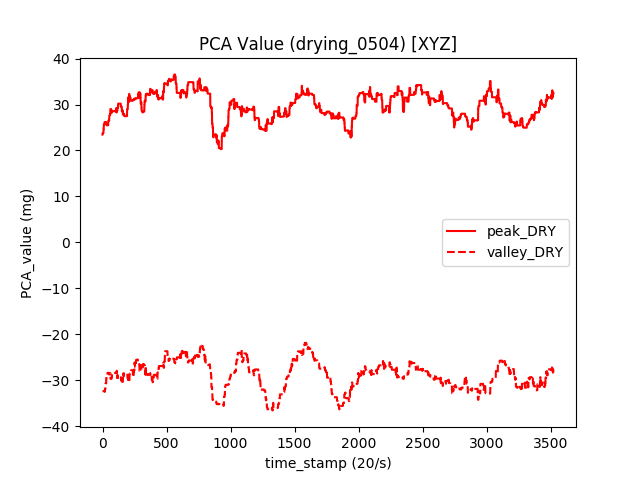 PCA Value (drying_0504) [XYZ]
PCA_value (mg)
40
30
20
10
0
−10
−20
−30
−40
peak_DRY
valley_DRY
0 500 1000 1500 2000 2500 3000 3500
time_stamp (20/s)